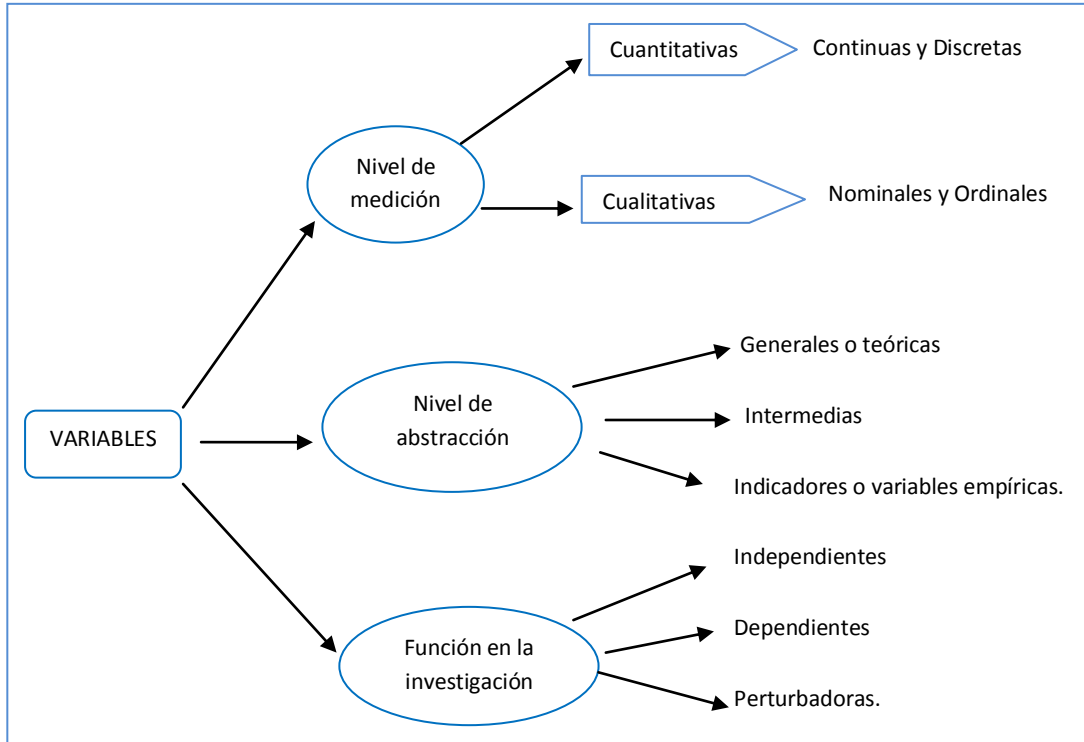 Cuantitativas
Continuas y Discretas
Nivel de
medición
Cualitativas
Nominales y Ordinales
Generales o teóricas
Nivel de
abstracción
Intermedias
VARIABLES
Indicadores o variables empíricas.
Independientes
Función en la
investigación
Dependientes
Perturbadoras.